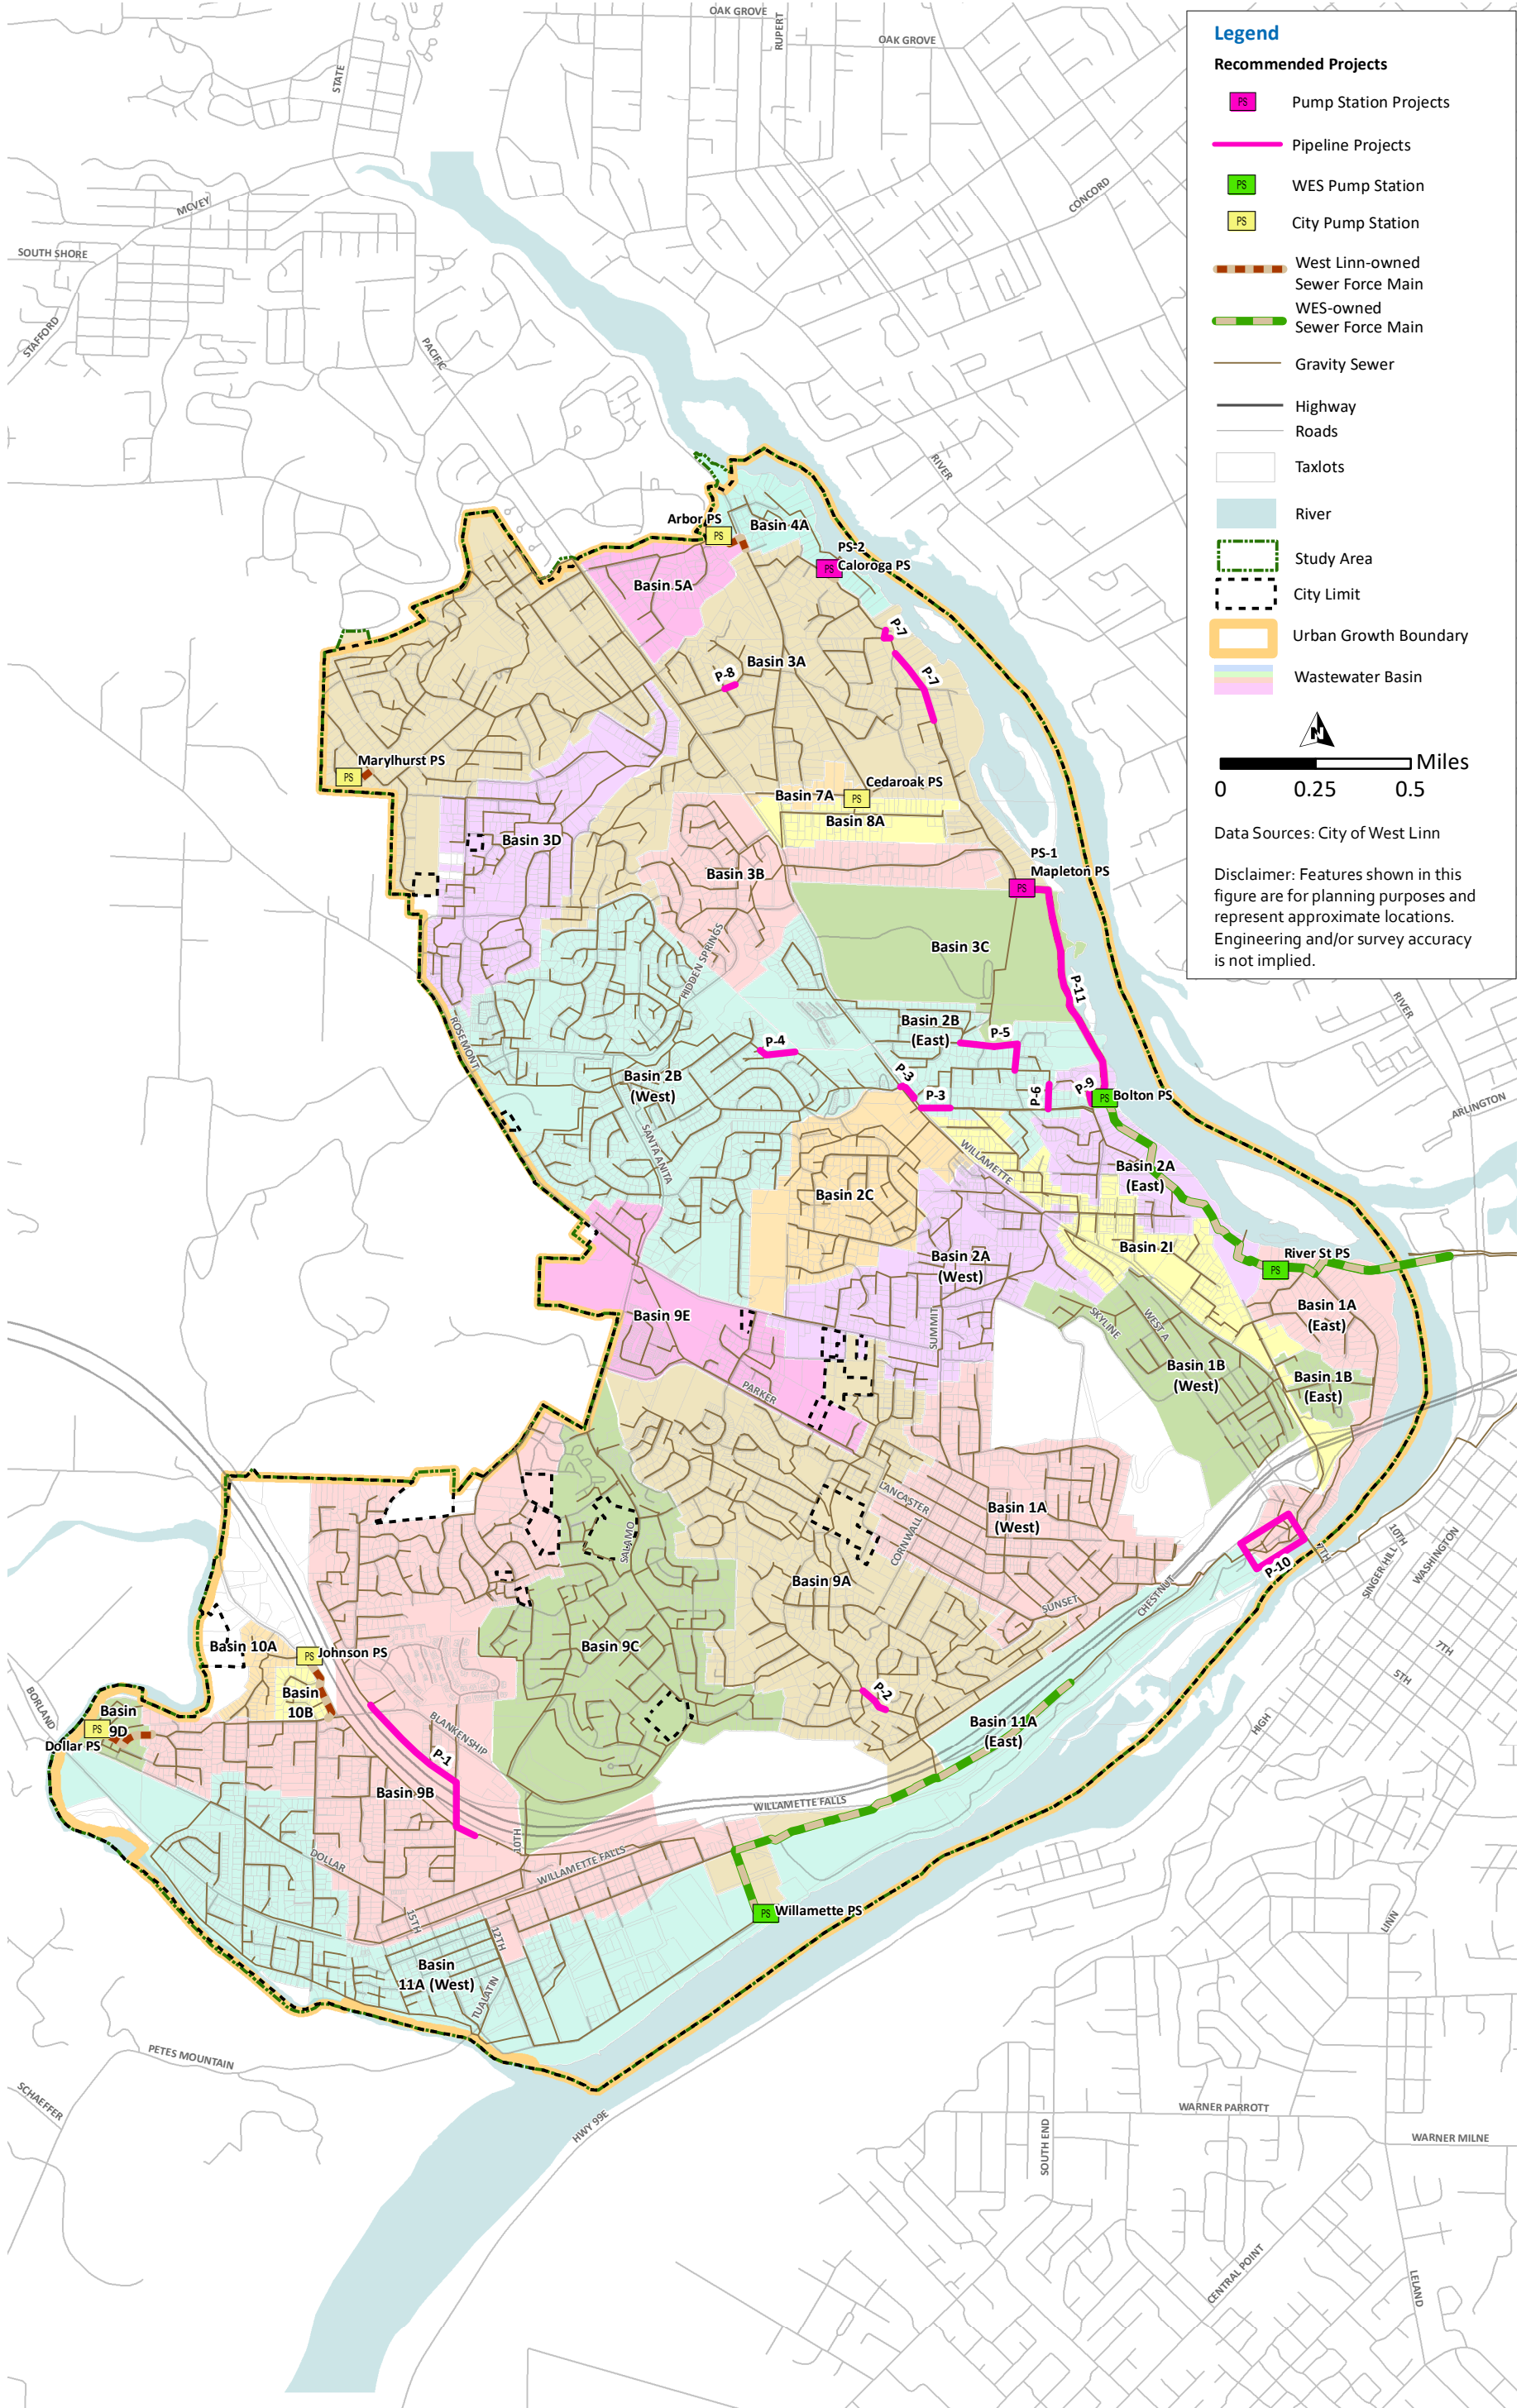 OAK GROVE
RUPERT
OAK GROVE
STATE
CONCORD
MCVEY
SOUTH SHORE
STAFFORD
PACIFIC
RIVER
Legend
Recommended Projects
PS Pump Station Projects
Pipeline Projects
PS WES Pump Station
PS City Pump Station
West Linn-owned
Sewer Force Main
WES-owned
Sewer Force Main
Gravity Sewer
Highway
Roads
Taxlots
River
Study Area
City Limit
Urban Growth Boundary
Wastewater Basin
N
Miles
0 0.25 0.5
Data Sources: City of West Linn
Disclaimer: Features shown in this
figure are for planning purposes and
represent approximate locations.
Engineering and/or survey accuracy
is not implied.
Arbor PS
PS
Basin 4A
PS-2
Caloroga PS
PS
Basin 5A
P-7
Basin 3A
P-8
P-7
Marylhurst PS
PS
Cedaroak PS
PS
Basin 7A
Basin 8A
Basin 3D
PS-1
Mapleton PS
PS
Basin 3B
HIDDEN SPRINGS
Basin 3C
P-11
RIVER
ROSEMONT
Basin 2B
(East)
P-5
P-4
Basin 2B
(West)
P-3
P-3
P-6
P-9
PS
Bolton PS
ARLINGTON
SANTA ANITA
WILLAMETTE
Basin 2A
(East)
Basin 2C
Basin 2I
Basin 2A
(West)
River St PS
PS
Basin 1A
(East)
Basin 9E
SUMMIT
SKYLINE
WEST A
Basin 1B
(West)
Basin 1B
(East)
PARKER
LANCASTER
CORNWALL
Basin 1A
(West)
SALAMO
Basin 9A
SUNSET
CHESTNUT
P-10
7TH
10TH
SINGER HILL
WASHINGTON
7TH
5TH
HIGH
Basin 10A
PS
Johnson PS
Basin
10B
Basin 9C
BORLAND
Basin
9D
PS
Dollar PS
BLANKENSHIP
P-1
P-2
Basin 11A
(East)
Basin 9B
WILLAMETTE FALLS
10TH
DOLLAR
WILLAMETTE FALLS
15TH
12TH
PS
Willamette PS
Basin
11A (West)
TUALATIN
LINN
PETES MOUNTAIN
SCHAEFFER
HWY 99E
SOUTH END
WARNER PARROTT
WARNER MILNE
CENTRAL POINT
LELAND